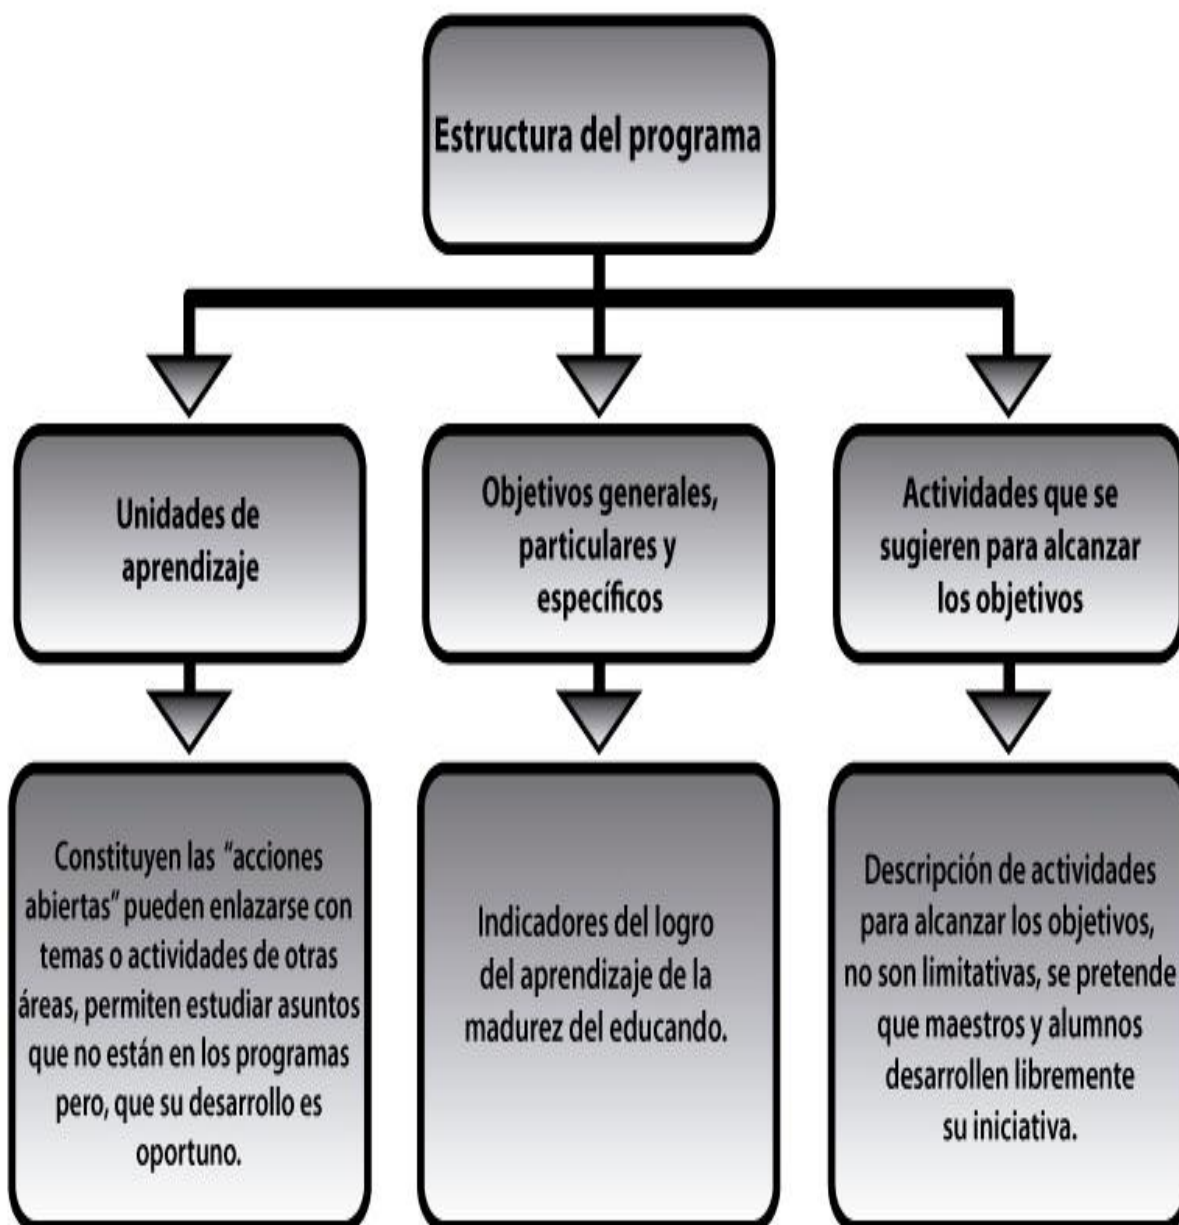 Estructura del programa
Unidades de
aprendizaje
Objetivos generales,
particulares y
específicos
Actividades que se
sugieren para alcanzar
los objetivos
Constituyen las “acciones
abiertas” pueden enlazarse con
temas o actividades de otras
áreas, permiten estudiar asuntos
que no están en los programas
pero, que su desarrollo es
oportuno.
Indicadores del logro
del aprendizaje de la
madurez del educando.
Descripción de actividades
para alcanzar los objetivos,
no son limitativas, se pretende
que maestros y alumnos
desarrollen libremente
su iniciativa.